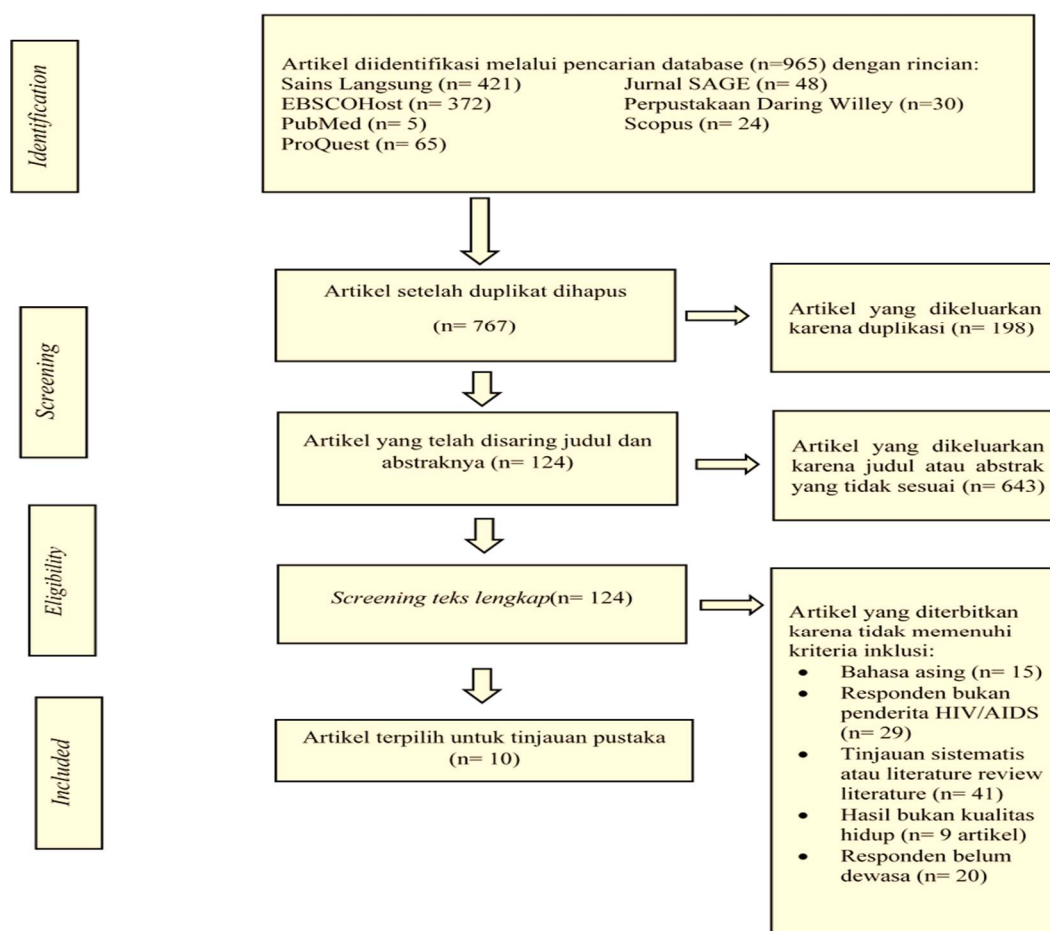 Identification
Artikel diidentifikasi melalui pencarian database (n=965) dengan rincian:
Sains Langsung (n= 421) Jurnal SAGE (n= 48)
EBSCOHost (n= 372) Perpustakaan Daring Willey (n=30)
PubMed (n= 5) Scopus (n= 24)
ProQuest (n= 65)
Screening
Artikel setelah duplikat dihapus
(n= 767)
Artikel yang dikeluarkan
karena duplikasi (n= 198)
Artikel yang telah disaring judul dan
abstraknya (n= 124)
Artikel yang dikeluarkan
karena judul atau abstrak
yang tidak sesuai (n= 643)
Eligibility
Screening teks lengkap(n= 124)
Artikel yang diterbitkan
karena tidak memenuhi
kriteria inklusi:
• Bahasa asing (n= 15)
• Responden bukan
penderita HIV/AIDS
(n= 29)
• Tinjauan sistematis
atau literature review
literature (n= 41)
• Hasil bukan kualitas
hidup (n= 9 artikel)
• Responden belum
dewasa (n= 20)
Included
Artikel terpilih untuk tinjauan pustaka
(n= 10)